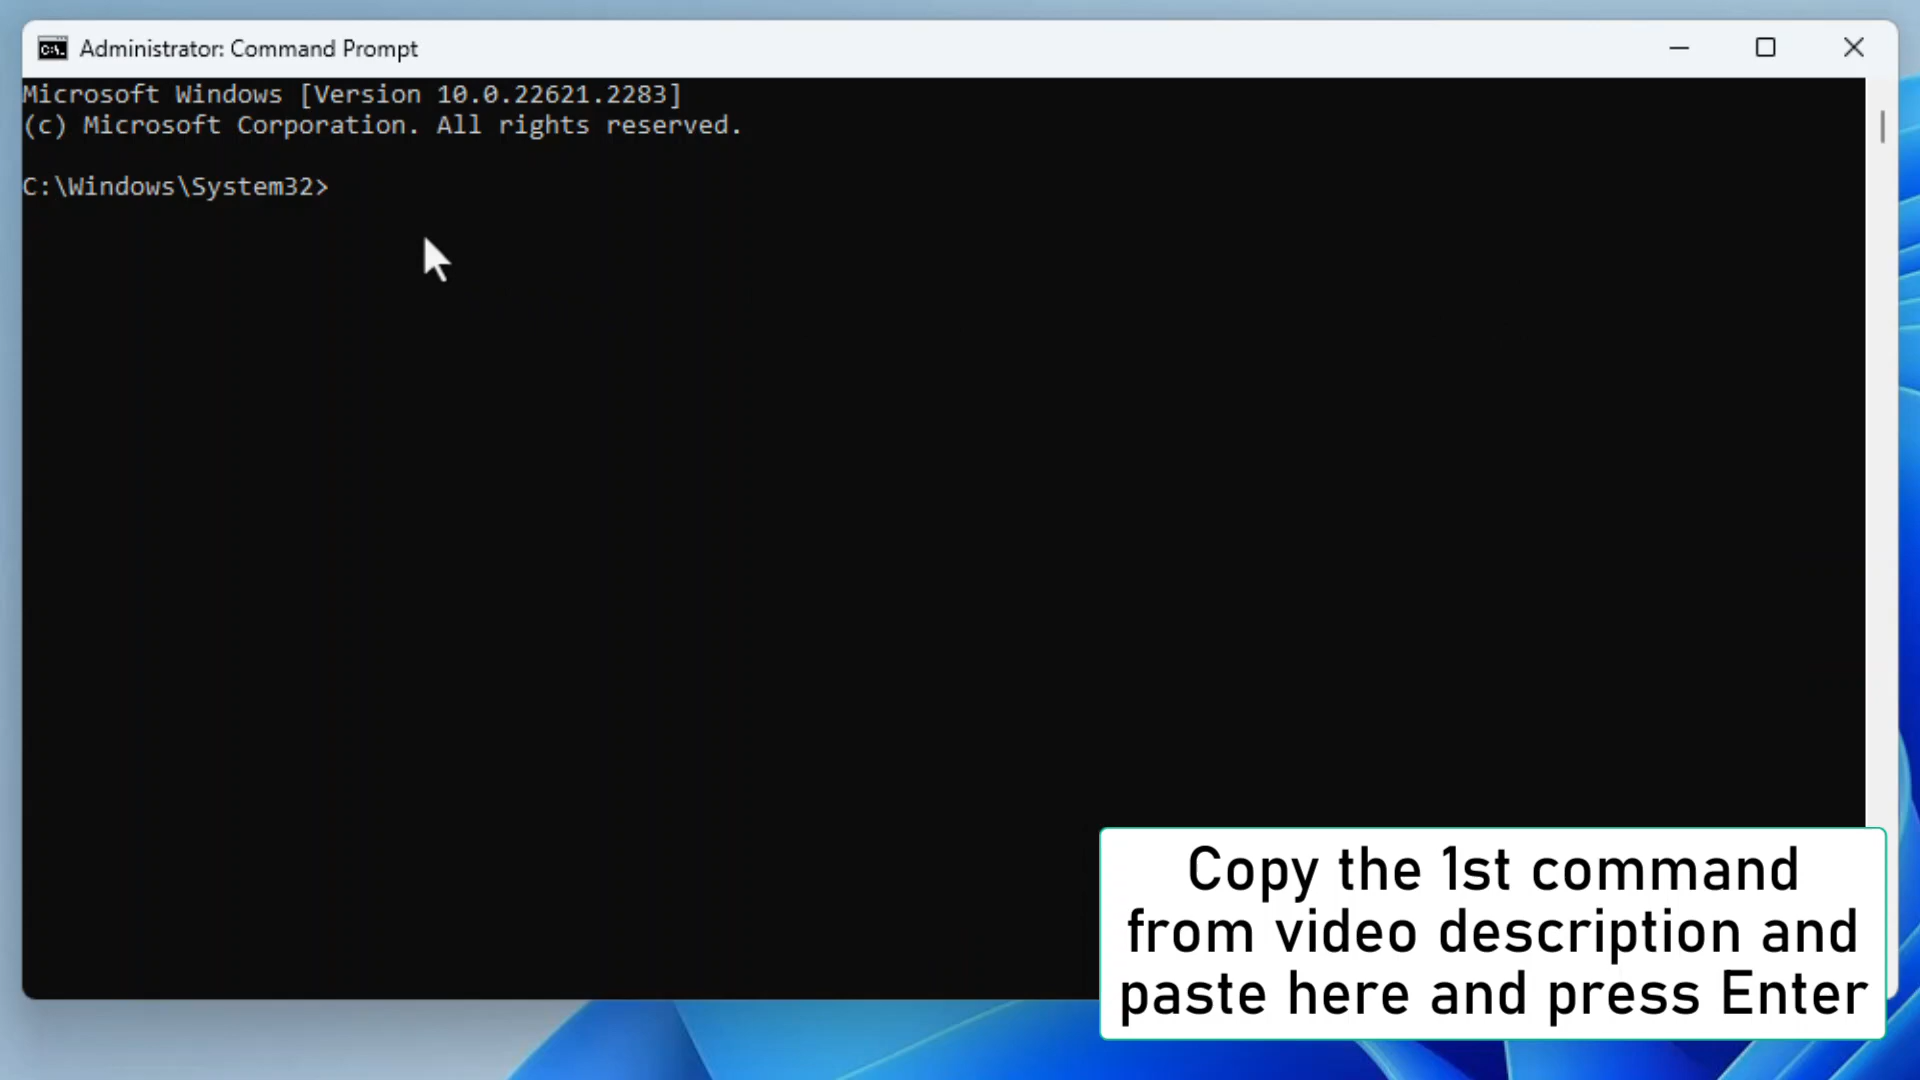 Administrator: Command Prompt
Microsoft Windows [Version 10.0.22621.2283]
(c) Microsoft Corporation. All rights reserved.
C:\Windows\System32>
Copy the 1st command
from video description and
paste here and press Enter